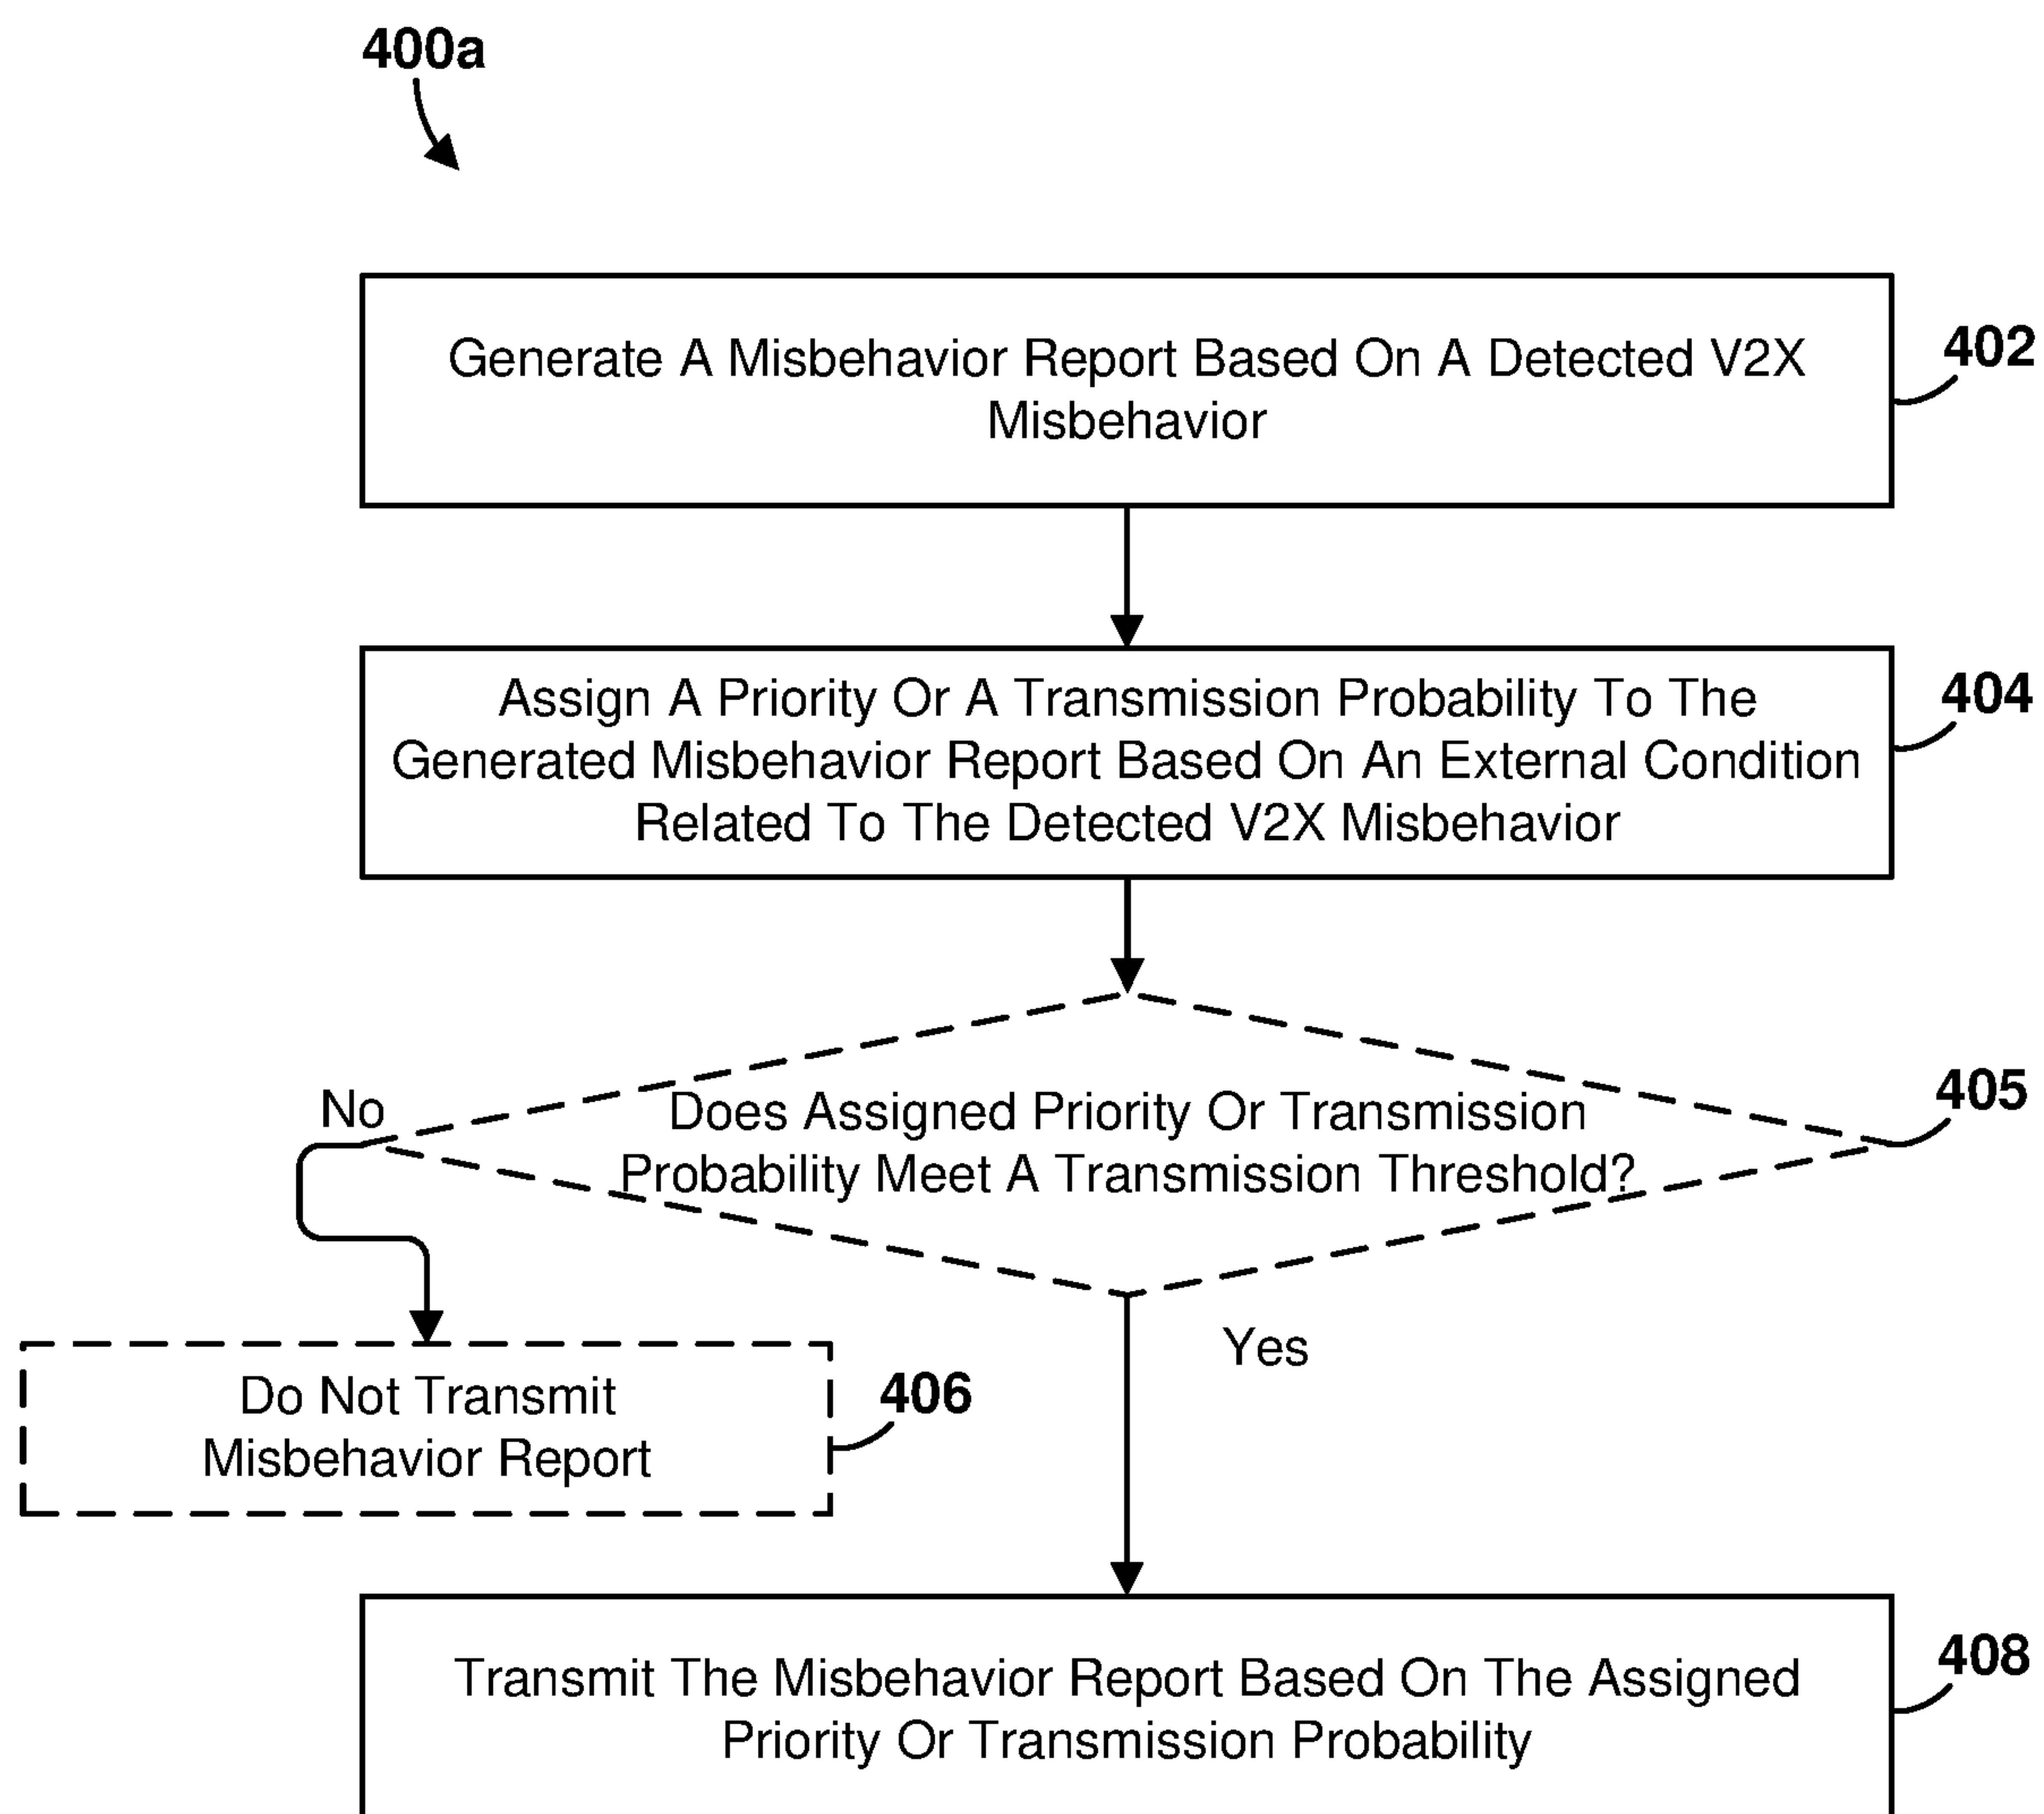 400a
Generate A Misbehavior Report Based On A Detected V2X
Misbehavior
402
Assign A Priority Or A Transmission Probability To The
Generated Misbehavior Report Based On An External Condition
Related To The Detected V2X Misbehavior
404
Does Assigned Priority Or Transmission
Probability Meet A Transmission Threshold?
405
No
Yes
Do Not Transmit
Misbehavior Report
406
Transmit The Misbehavior Report Based On The Assigned
Priority Or Transmission Probability
408